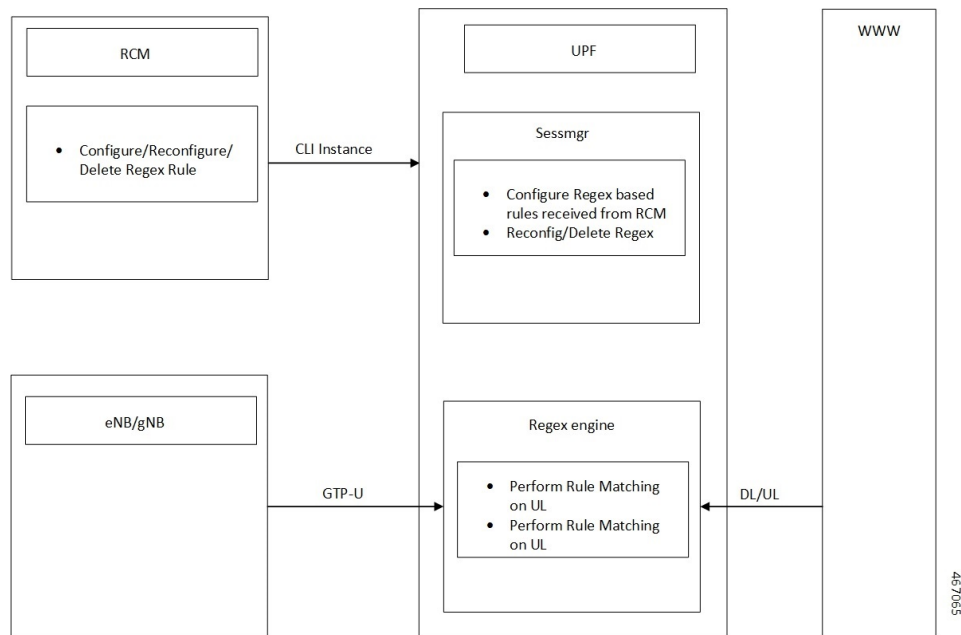 RCM
• Configure/Reconfigure/
Delete Regex Rule
CLI Instance
UPF
Sessmgr
• Configure Regex based
rules received from RCM
• Reconfig/Delete Regex
WWW
eNB/gNB
GTP-U
Regex engine
• Perform Rule Matching
on UL
• Perform Rule Matching
on UL
DL/UL
467065